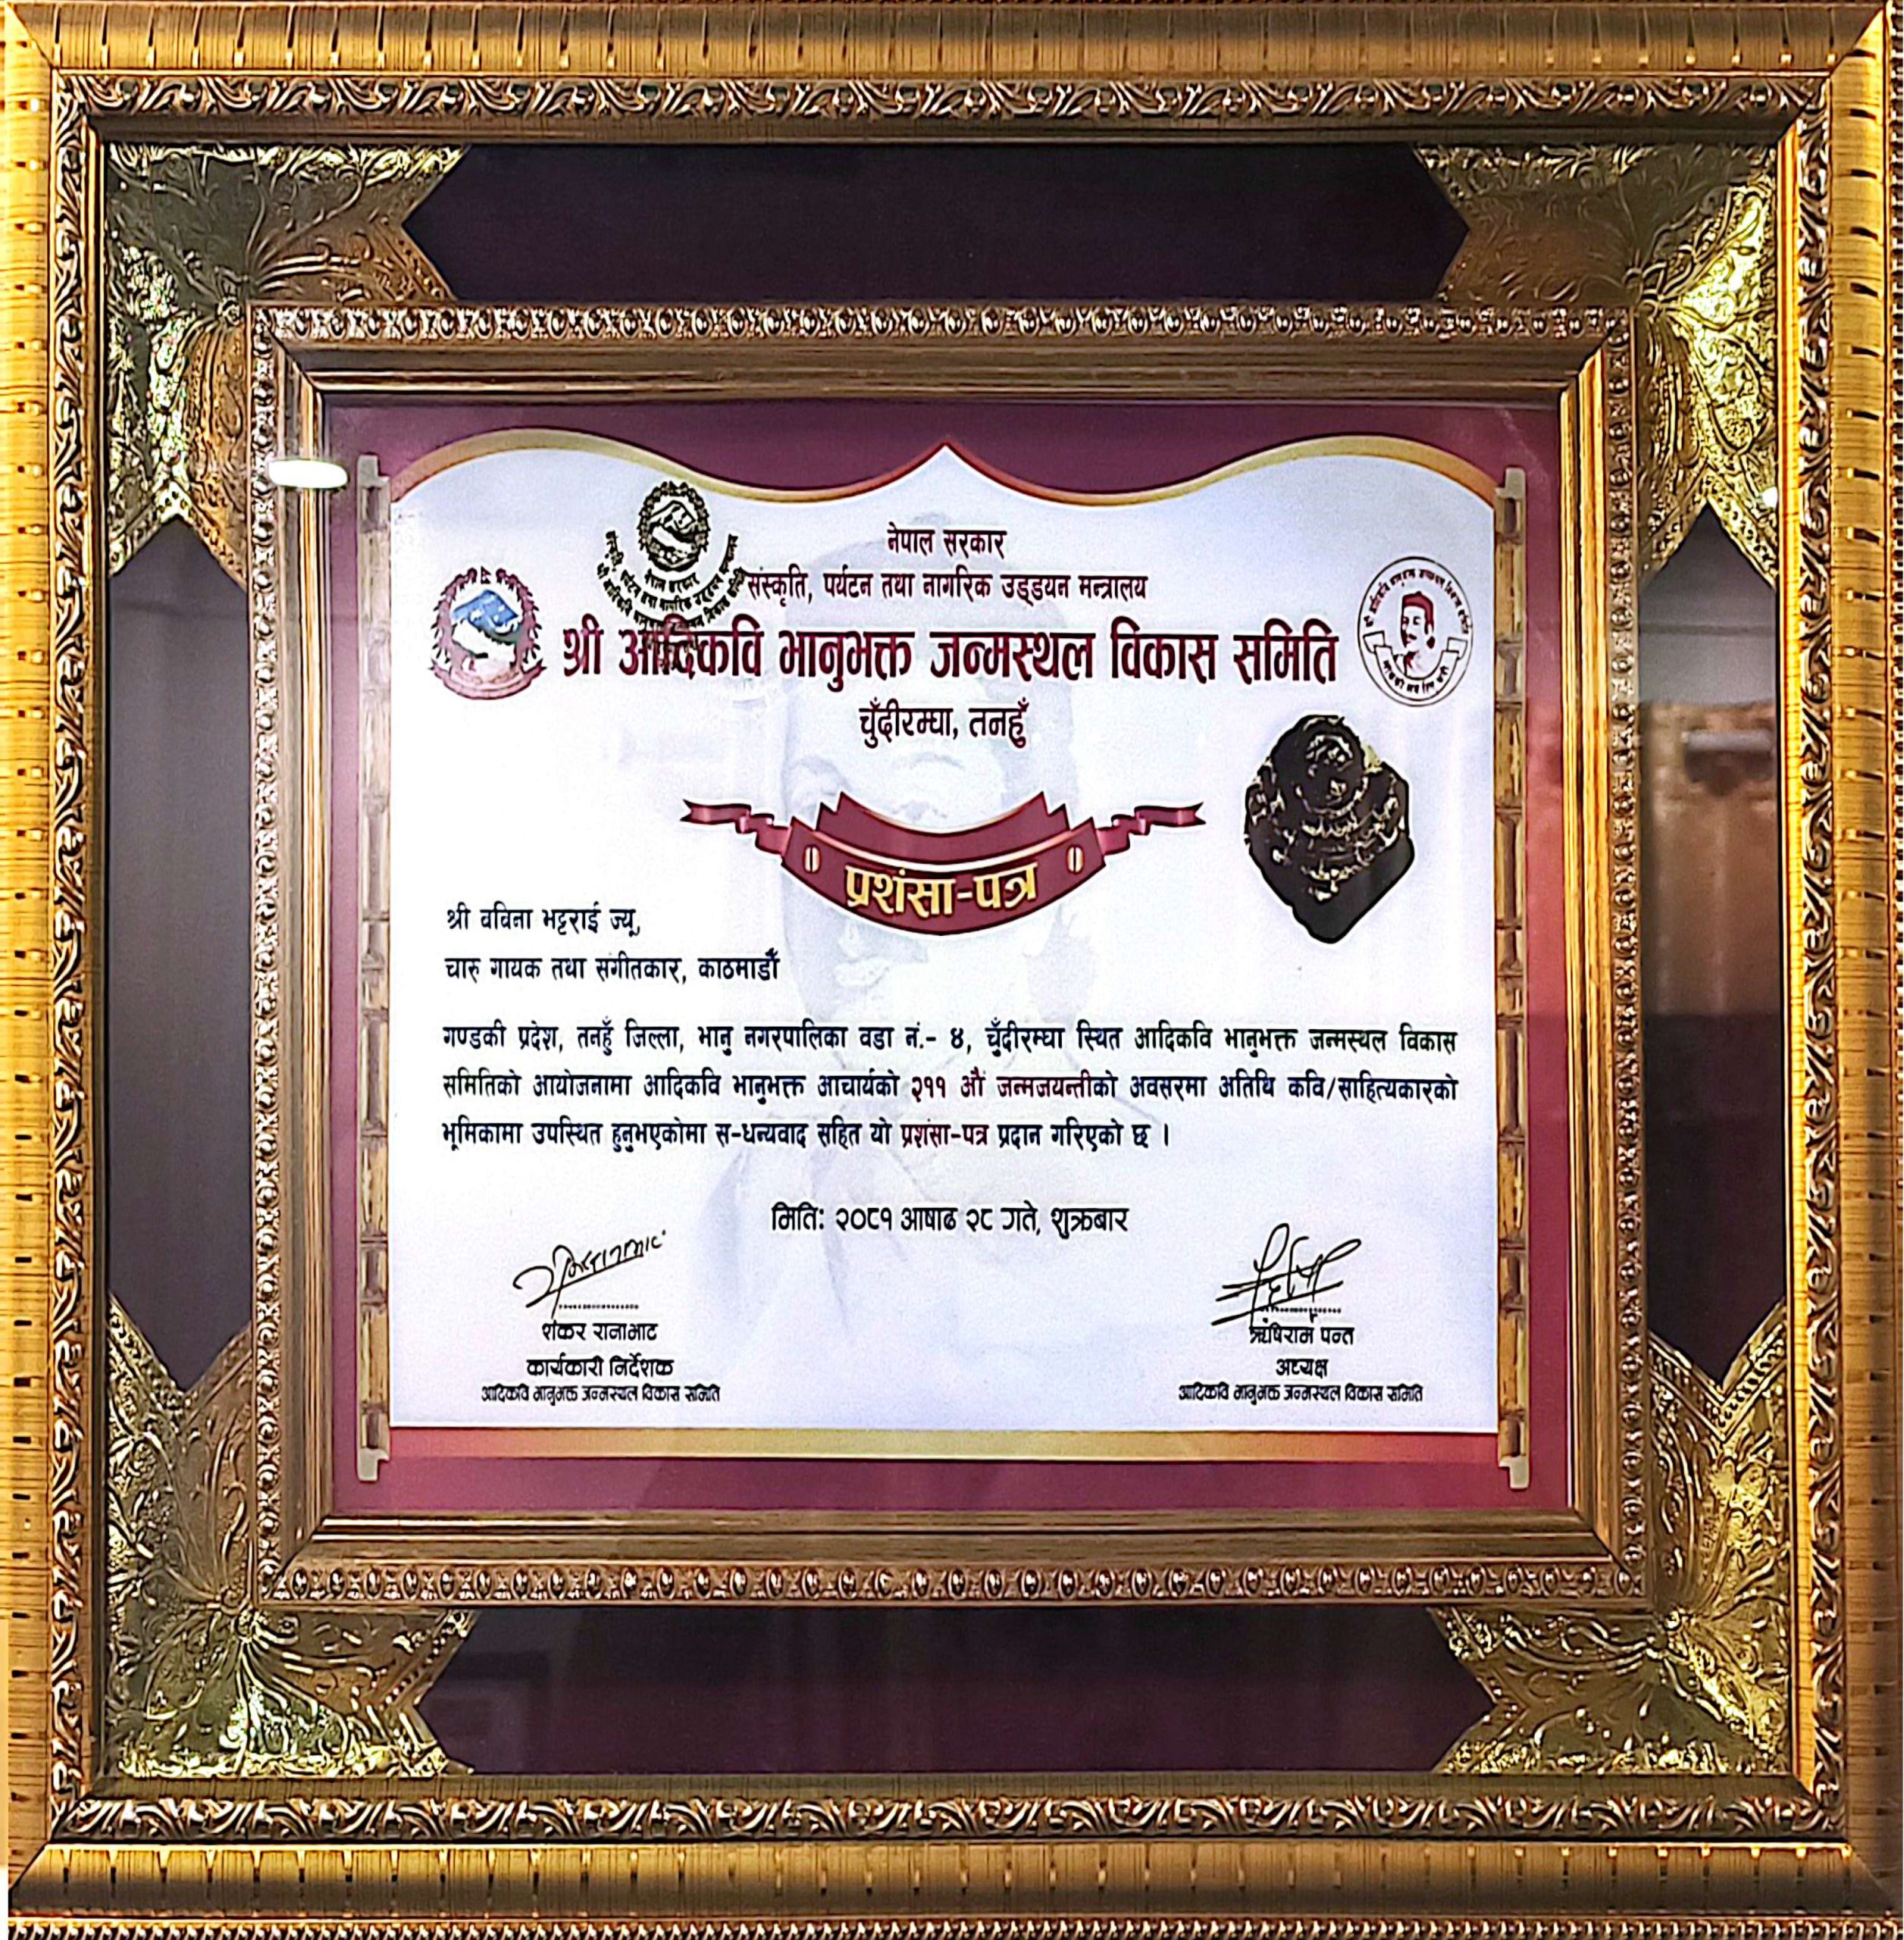 नेपाल सरकार
संस्कृति, पर्यटन तथा नागरिक उड्डयन मन्त्रालय
श्री आदिकवि भानुभक्त जन्मस्थल विकास समिति
चुँदीरम्घा, तनहुँ
प्रशंसा-पत्र
श्री वविना भट्टराई ज्यू,
चारु गायक तथा संगीतकार, काठमाडौँ
गण्डकी प्रदेश, तनहुँ जिल्ला, भानु नगरपालिका वडा नं.- ४, चुँदीरम्घा स्थित आदिकवि भानुभक्त जन्मस्थल विकास
समितिको आयोजनामा आदिकवि भानुभक्त आचार्यको २११ औं जन्मजयन्तीको अवसरमा अतिथि कवि/साहित्यकारको
भूमिकामा उपस्थित हुनुभएकोमा स-धन्यवाद सहित यो प्रशंसा-पत्र प्रदान गरिएको छ ।
मिति: २०८१ आषाढ २८ गते, शुक्रबार
शंकर रानाभाट
कार्यकारी निर्देशक
आदिकवि भानुभक्त जन्मस्थल विकास समिति
ऋषिराम पन्त
अध्यक्ष
आदिकवि भानुभक्त जन्मस्थल विकास समिति